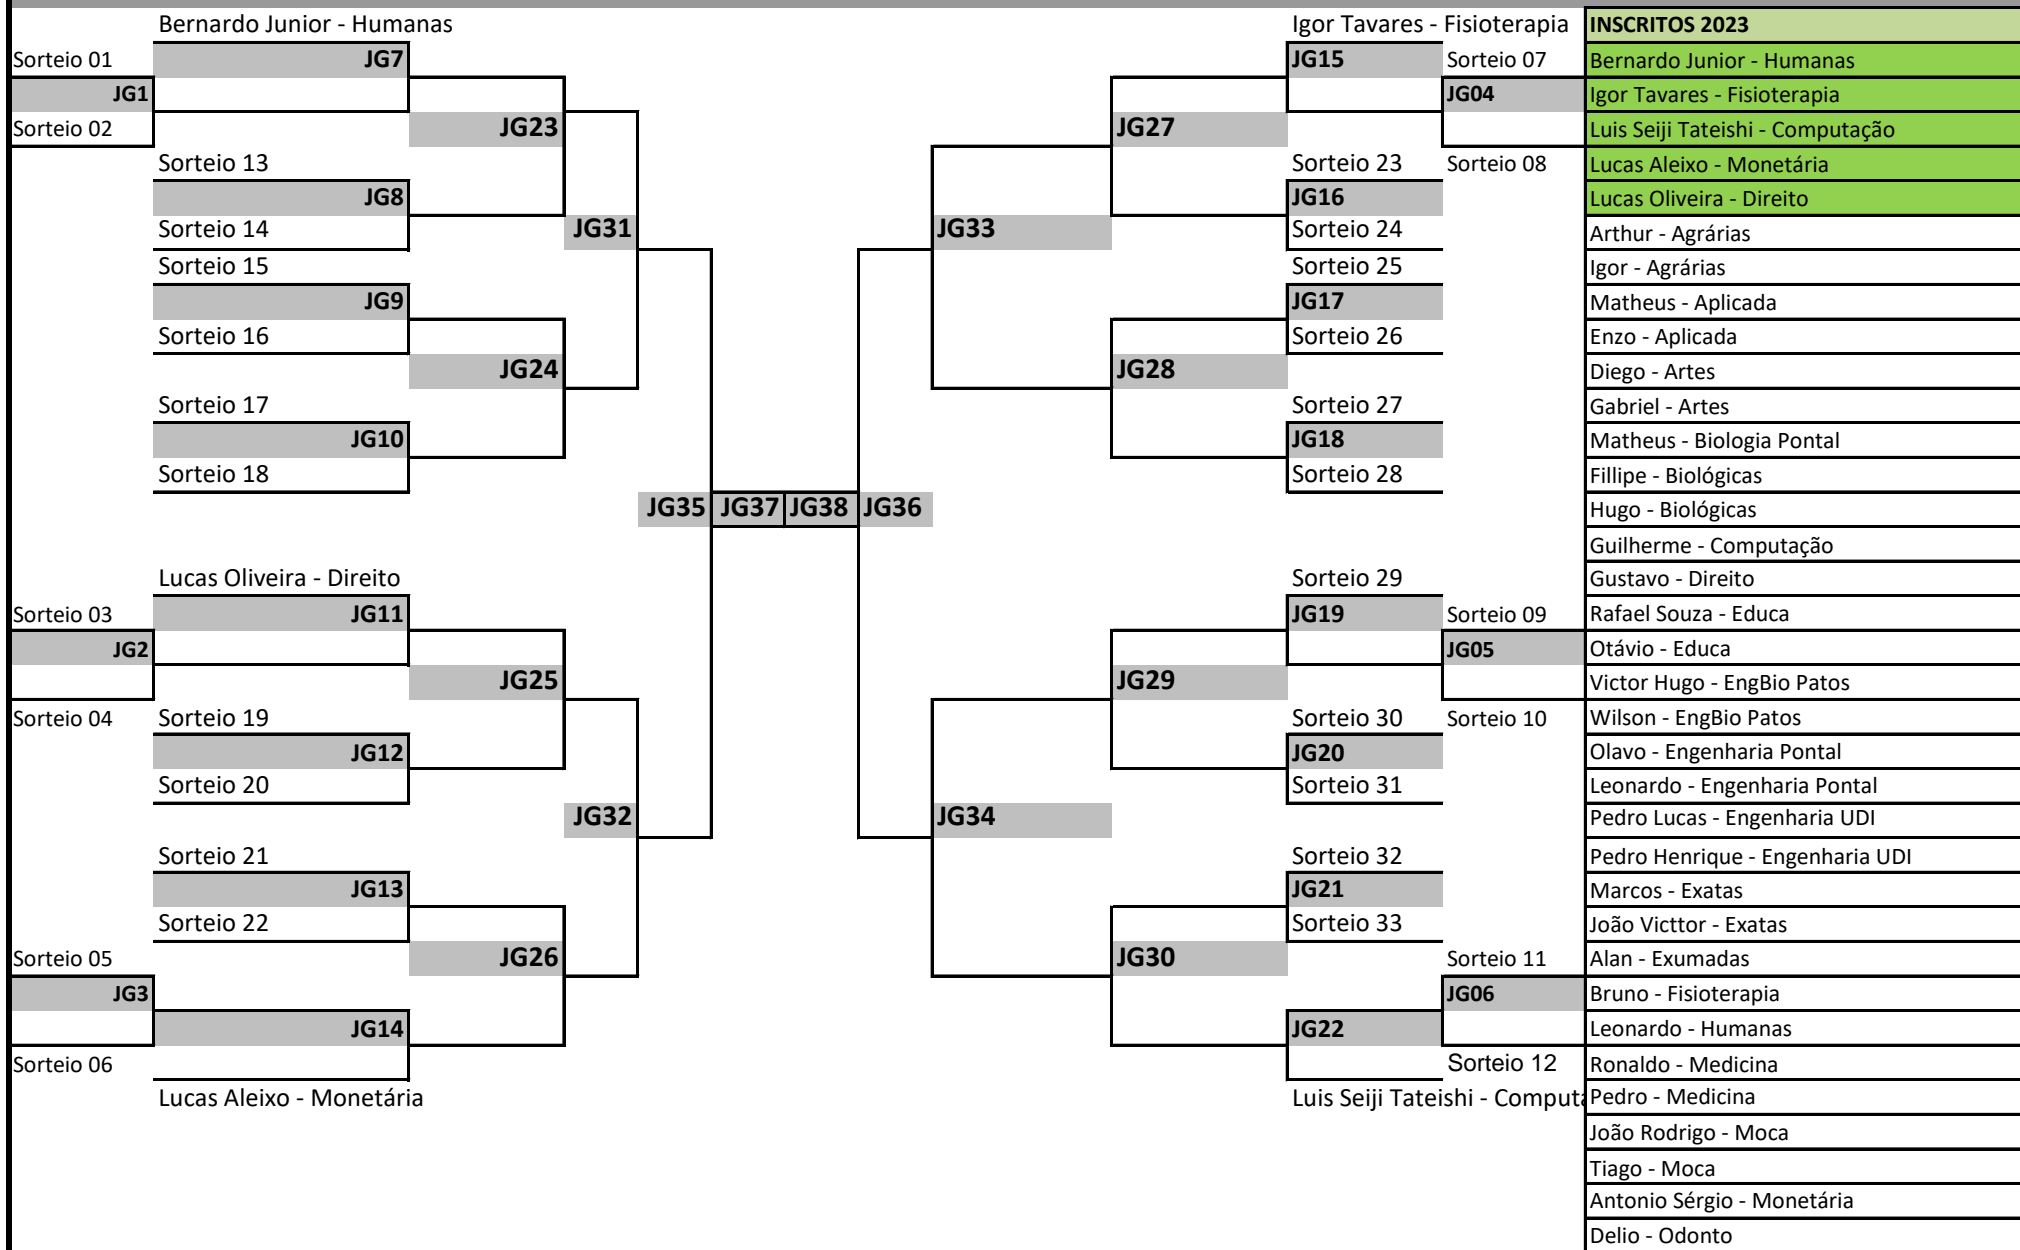 Bernardo Junior - Humanas
Sorteio 01
JG7
JG1
Sorteio 02
JG23
Sorteio 13
JG8
Sorteio 14
JG31
Sorteio 15
JG9
Sorteio 16
JG24
Sorteio 17
JG10
Sorteio 18
JG35 JG37 JG38 JG36
Lucas Oliveira - Direito
Sorteio 03
JG11
JG2
JG25
Sorteio 04
Sorteio 19
JG12
Sorteio 20
JG32
Sorteio 21
JG13
Sorteio 22
Sorteio 05
JG26
JG3
JG14
Sorteio 06
Lucas Aleixo - Monetária
Igor Tavares - Fisioterapia
JG15
Sorteio 07
JG04
JG27
Sorteio 23
Sorteio 08
JG16
Sorteio 24
JG33
Sorteio 25
JG17
Sorteio 26
JG28
Sorteio 27
JG18
Sorteio 28
Sorteio 29
JG19
Sorteio 09
JG05
JG29
Sorteio 30
Sorteio 10
JG20
Sorteio 31
JG34
Sorteio 32
JG21
Sorteio 33
JG30
Sorteio 11
JG06
JG22
Sorteio 12
Luis Seiji Tateishi - Comput
INSCRITOS 2023
Bernardo Junior - Humanas
Igor Tavares - Fisioterapia
Luis Seiji Tateishi - Computação
Lucas Aleixo - Monetária
Lucas Oliveira - Direito
Arthur - Agrárias
Igor - Agrárias
Matheus - Aplicada
Enzo - Aplicada
Diego - Artes
Gabriel - Artes
Matheus - Biologia Pontal
Fillipe - Biológicas
Hugo - Biológicas
Guilherme - Computação
Gustavo - Direito
Rafael Souza - Educa
Otávio - Educa
Victor Hugo - EngBio Patos
Wilson - EngBio Patos
Olavo - Engenharia Pontal
Leonardo - Engenharia Pontal
Pedro Lucas - Engenharia UDI
Pedro Henrique - Engenharia UDI
Marcos - Exatas
João Victtor - Exatas
Alan - Exumadas
Bruno - Fisioterapia
Leonardo - Humanas
Ronaldo - Medicina
Pedro - Medicina
João Rodrigo - Moca
Tiago - Moca
Antonio Sérgio - Monetária
Delio - Odonto